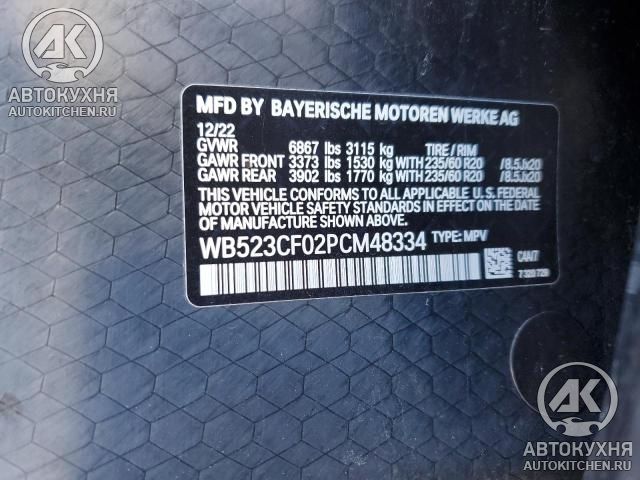 AK
АВТОКУХНЯ
AUTOKITCHEN.RU
MFD BY BAYERISCHE MOTOREN WERKE AG
12/22
GVWR 6867 lbs 3115 kg TIRE / RIM
GAWR FRONT 3373 lbs 1530 kg WITH 235/60 R20 /8.5Jx20
GAWR REAR 3902 lbs 1770 kg WITH 235/60 R20 /8.5Jx20
THIS VEHICLE CONFORMS TO ALL APPLICABLE U. S. FEDERAL
MOTOR VEHICLE SAFETY STANDARDS IN EFFECT ON THE DATE
OF MANUFACTURE SHOWN ABOVE.
WB523CF02PCM48334 TYPE: MPV
AK
АВТОКУХНЯ
AUTOKITCHEN.RU